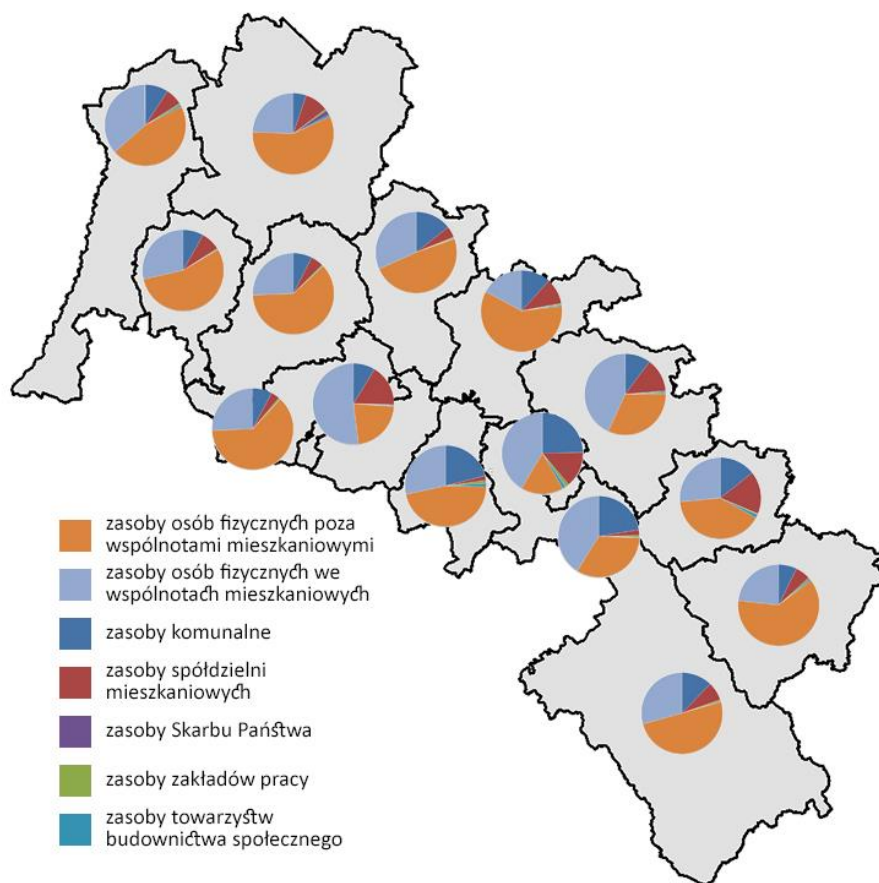 zasoby osób fizycznych poza
wspólnotami mieszkaniowymi
zasoby osób fizycznych we
wspólnotach mieszkaniowych
zasoby komunalne
zasoby spółdzielni
mieszkaniowych
zasoby Skarbu Państwa
zasoby zakładów pracy
zasoby towarzystw
budownictwa społecznego